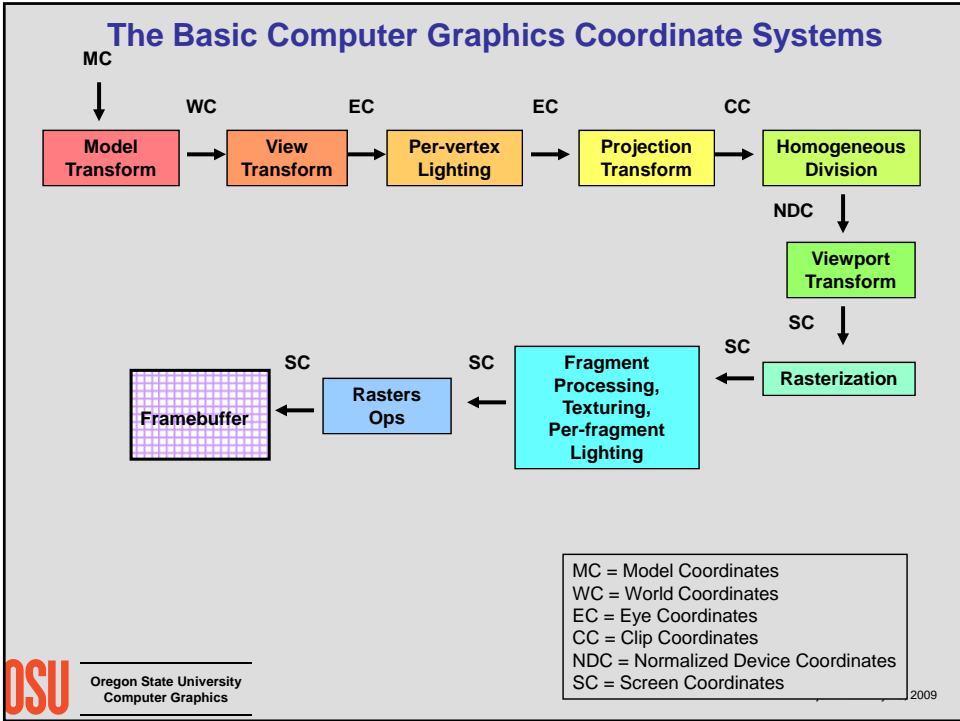 The Basic Computer Graphics Coordinate Systems
MC
WC
EC
EC
CC
Model
Transform
View
Transform
Per-vertex
Lighting
Projection
Transform
Homogeneous
Division
NDC
Viewport
Transform
SC
Rasterization
SC
Fragment
Processing,
Texturing,
Per-fragment
Lighting
SC
Rasters
Ops
SC
Framebuffer
MC = Model Coordinates
WC = World Coordinates
EC = Eye Coordinates
CC = Clip Coordinates
NDC = Normalized Device Coordinates
SC = Screen Coordinates
OSU
Oregon State University
Computer Graphics
2009